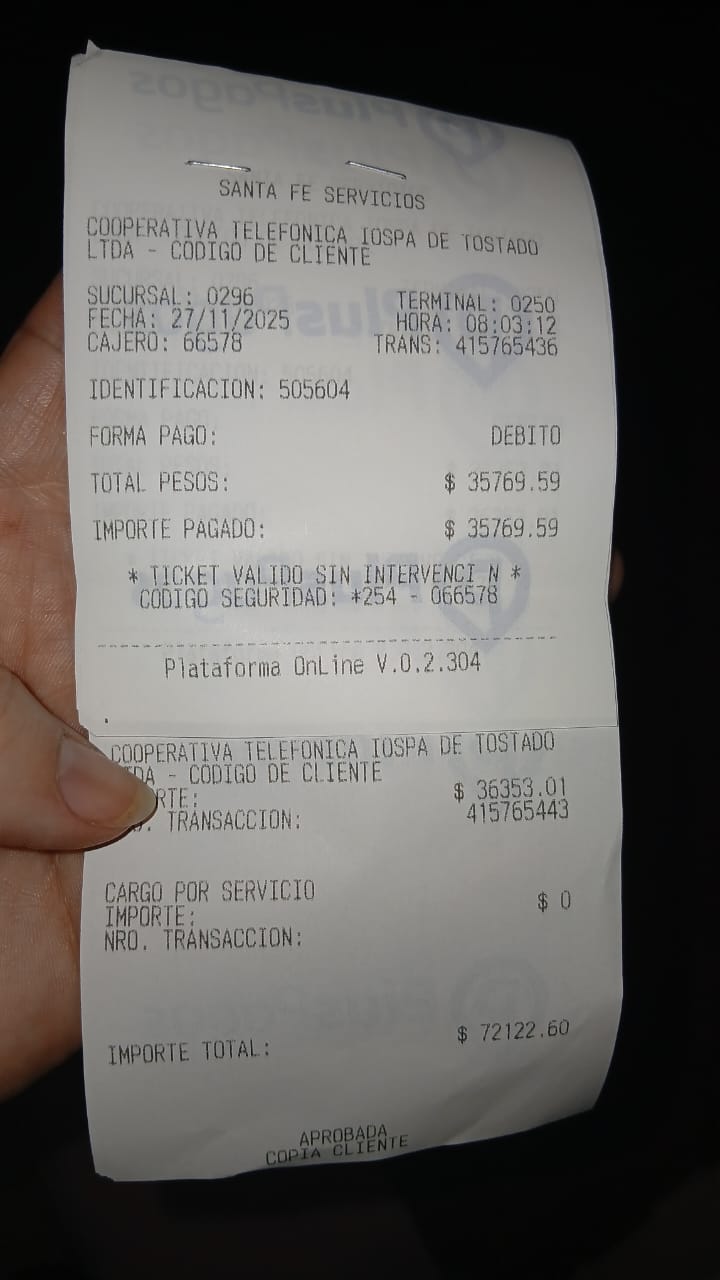 SANTA FE SERVICIOS
COOPERATIVA TELEFONICA IOSPA DE TOSTADO
LTDA - CODIGO DE CLIENTE
SUCURSAL: 0296 TERMINAL: 0250
FECHA: 27/11/2025 HORA: 08:03:12
CAJERO: 66578 TRANS: 415765436
IDENTIFICACION: 505604
FORMA PAGO: DEBITO
TOTAL PESOS: $ 35769.59
IMPORTE PAGADO: $ 35769.59
* TICKET VALIDO SIN INTERVENCI N *
CODIGO SEGURIDAD: *254 - 066578
Plataforma OnLine V.0.2.304
COOPERATIVA TELEFONICA IOSPA DE TOSTADO
TDA - CODIGO DE CLIENTE
RTE: $ 36353.01
. TRANSACCION: 415765443
CARGO POR SERVICIO
IMPORTE: $ 0
NRO. TRANSACCION:
IMPORTE TOTAL: $ 72122.60
APROBADA
COPIA CLIENTE